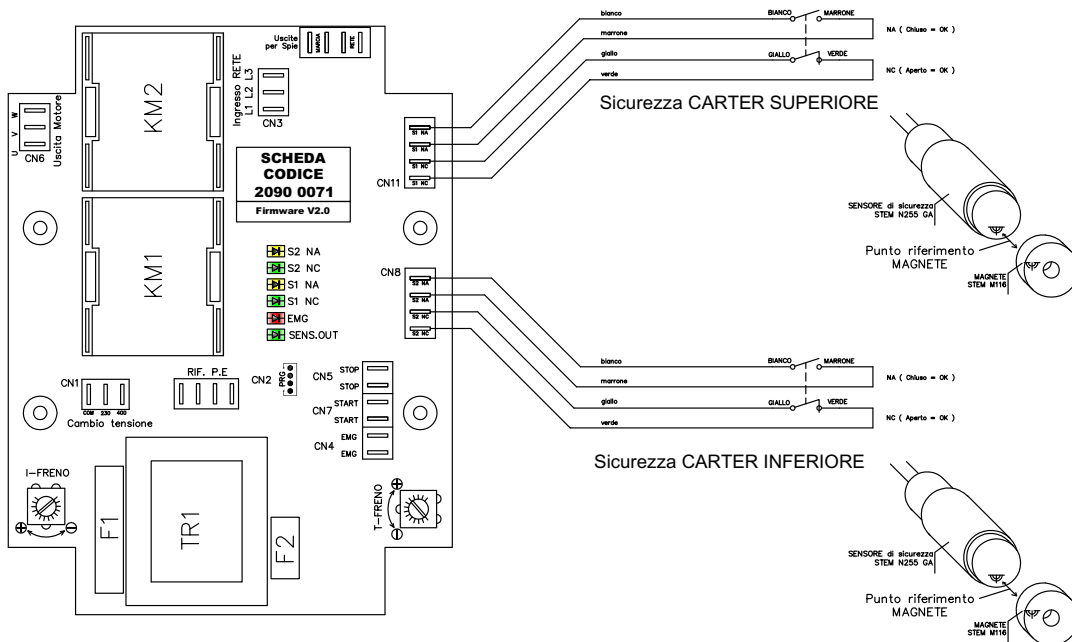 Uscite
per Spie
MARCIA
RETE
KM2
Ingresso RETE
L1 L2 L3
CN3
U V W
CN6
Uscita Motore
SCHEDA
CODICE
2090 0071
Firmware V2.0
CN11
S1 NA
S1 NA
S1 NC
S1 NC
bianco
marrone
giallo
verde
BIANCO
MARRONE
NA ( Chiuso = OK )
GIALLO
VERDE
NC ( Aperto = OK )
Sicurezza CARTER SUPERIORE
SENSORE di sicurezza
STEM N255 GA
Punto riferimento
MAGNETE
MAGNETE
STEM M116
KM1
S2 NA
S2 NC
S1 NA
S1 NC
EMG
SENS.OUT
CN8
S2 NA
S2 NA
S2 NC
S2 NC
bianco
marrone
giallo
verde
BIANCO
MARRONE
NA ( Chiuso = OK )
GIALLO
VERDE
NC ( Aperto = OK )
Sicurezza CARTER INFERIORE
SENSORE di sicurezza
STEM N255 GA
Punto riferimento
MAGNETE
MAGNETE
STEM M116
CN1
COM 230 400
Cambio tensione
RIF. P.E
CN2
PRG
CN5
STOP
STOP
CN7
START
START
CN4
EMG
EMG
I-FRENO
F1
TR1
F2
T-FRENO